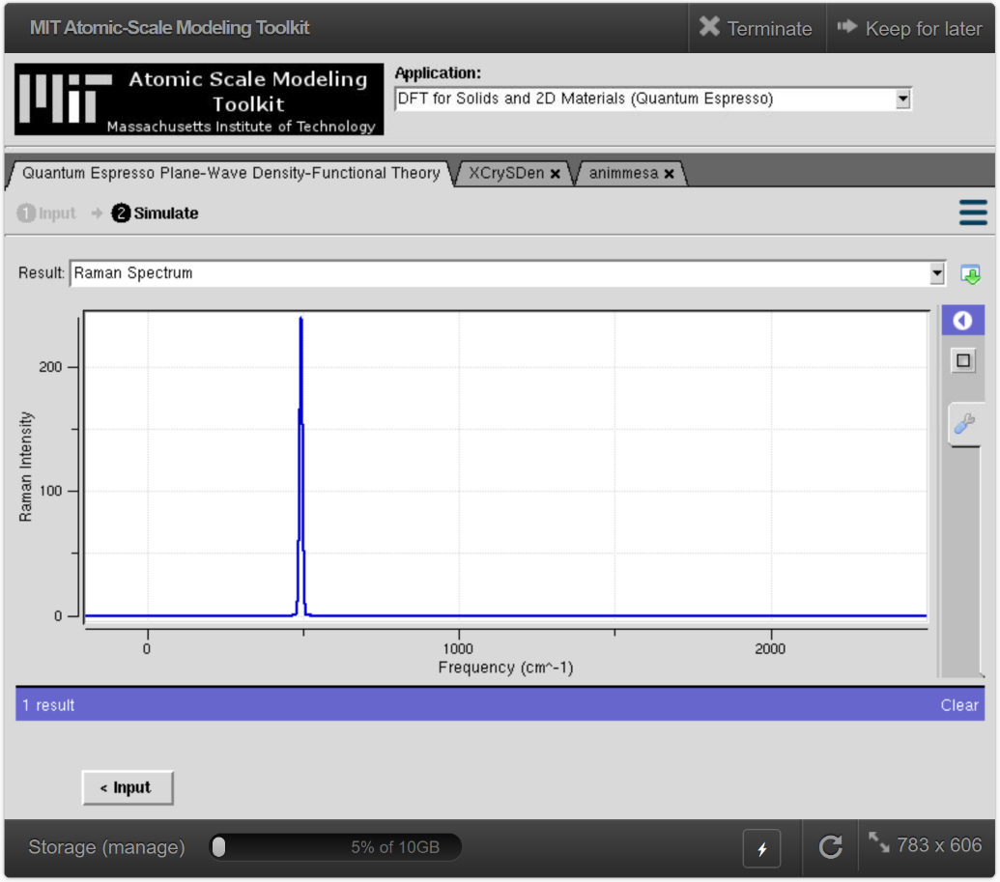 MIT Atomic-Scale Modeling Toolkit
Terminate
Keep for later
MIT
Atomic Scale Modeling
Toolkit
Massachusetts Institute of Technology
Application:
DFT for Solids and 2D Materials (Quantum Espresso)
Quantum Espresso Plane-Wave Density-Functional Theory
XCrySDen
animmesa
1 Input
2 Simulate
Result: Raman Spectrum
200
100
0
Raman Intensity
0
1000
2000
Frequency (cm^-1)
1 result
Clear
< Input
Storage (manage)
5% of 10GB
783 x 606